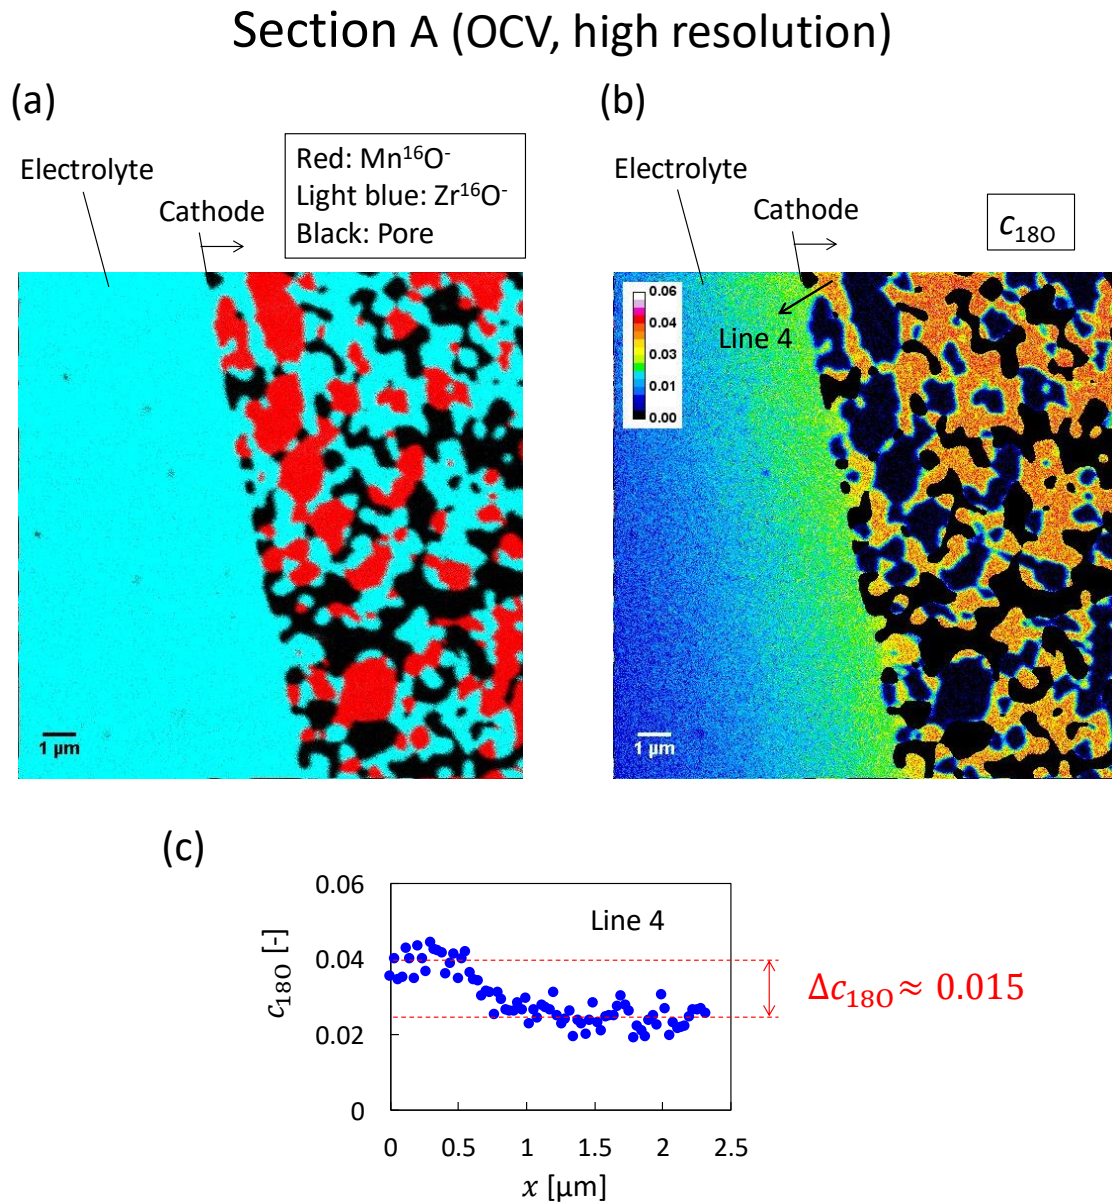 Section A (OCV, high resolution)
(a)
Electrolyte
Cathode
Red: Mn¹⁶O⁻
Light blue: Zr¹⁶O⁻
Black: Pore
1 µm
(b)
Electrolyte
Cathode
c₁₈O
0.06
0.04
0.03
0.01
0.00
Line 4
1 µm
(c)
0.06
0.04
0.02
0
c₁₈O [-]
Line 4
Δc₁₈O ≈ 0.015
0 0.5 1 1.5 2 2.5
x [µm]